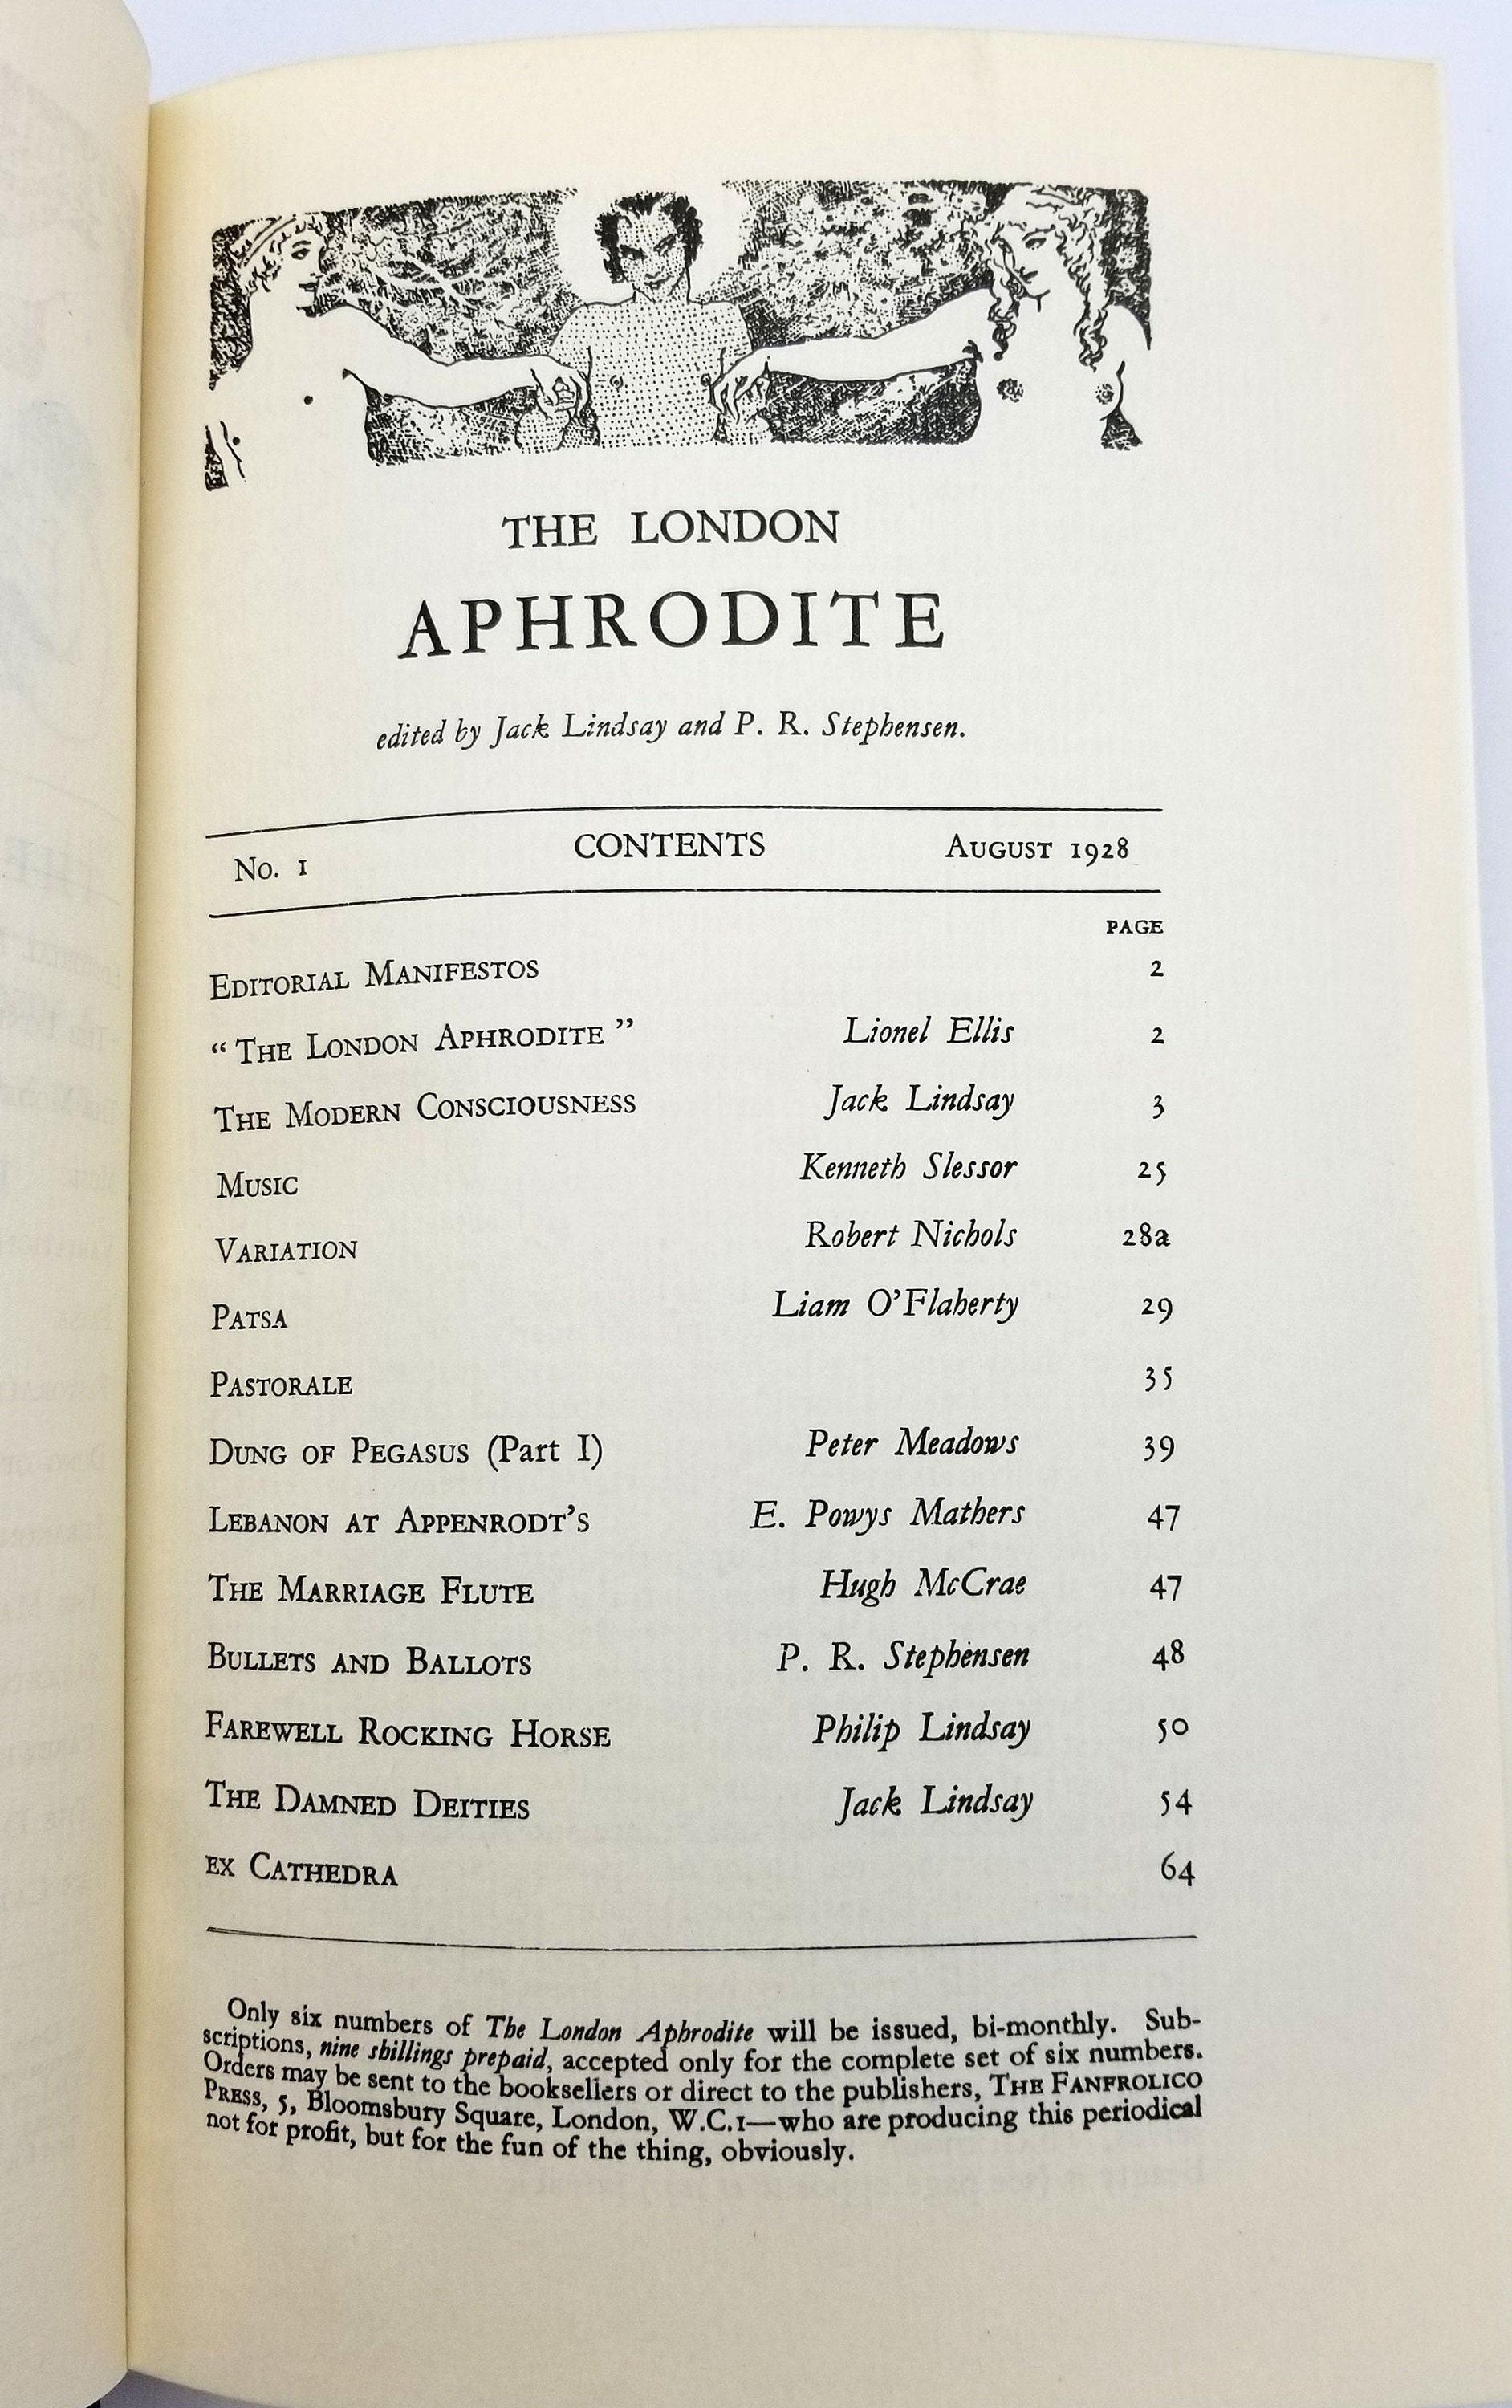 THE LONDON
APHRODITE
edited by Jack Lindsay and P. R. Stephensen.
No. 1 CONTENTS AUGUST 1928
PAGE
EDITORIAL MANIFESTOS 2
“ THE LONDON APHRODITE ” Lionel Ellis 2
THE MODERN CONSCIOUSNESS Jack Lindsay 3
MUSIC Kenneth Slessor 25
VARIATION Robert Nichols 28a
PATSA Liam O’Flaherty 29
PASTORALE 35
DUNG OF PEGASUS (Part I) Peter Meadows 39
LEBANON AT APPENRODT’S E. Powys Mathers 47
THE MARRIAGE FLUTE Hugh McCrae 47
BULLETS AND BALLOTS P. R. Stephensen 48
FAREWELL ROCKING HORSE Philip Lindsay 50
THE DAMNED DEITIES Jack Lindsay 54
EX CATHEDRA 64
Only six numbers of The London Aphrodite will be issued, bi-monthly. Sub-
scriptions, nine shillings prepaid, accepted only for the complete set of six numbers.
Orders may be sent to the booksellers or direct to the publishers, THE FANFROLICO
PRESS, 5, Bloomsbury Square, London, W.C.1—who are producing this periodical
not for profit, but for the fun of the thing, obviously.